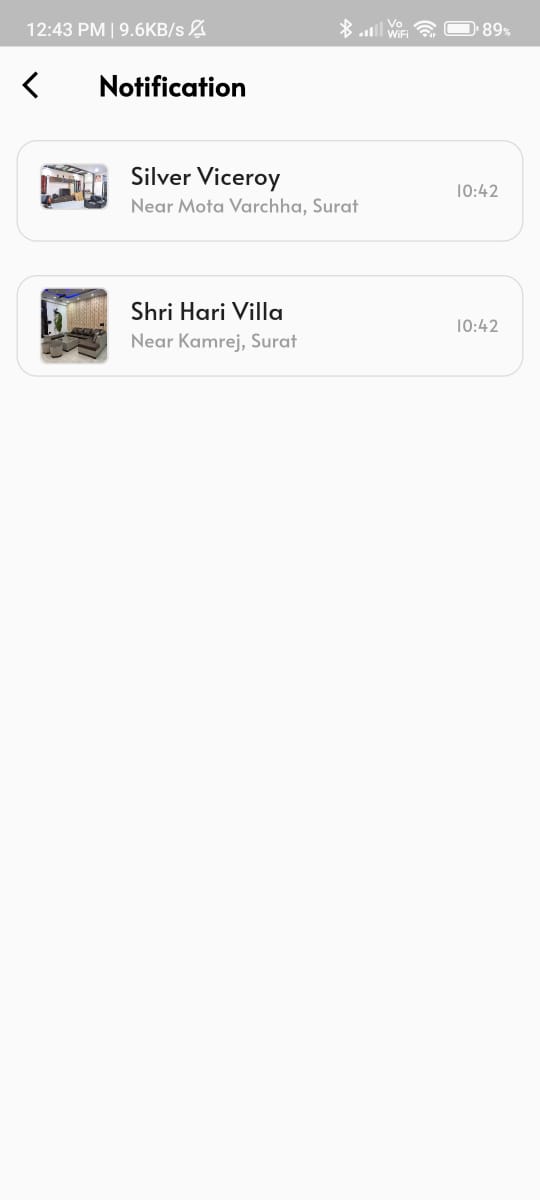 12:43 PM | 9.6KB/s
Vo
WiFi
89%
Notification
Silver Viceroy
Near Mota Varchha, Surat
10:42
Shri Hari Villa
Near Kamrej, Surat
10:42